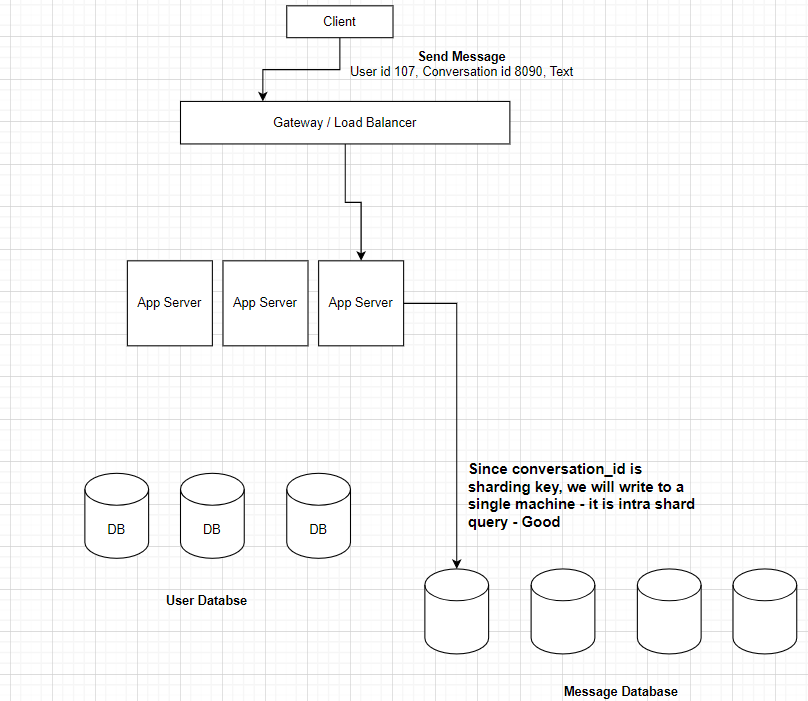 Client
Send Message
User id 107, Conversation id 8090, Text
Gateway / Load Balancer
App Server
App Server
App Server
Since conversation_id is
sharding key, we will write to a
single machine - it is intra shard
query - Good
DB
DB
DB
User Databse
Message Database